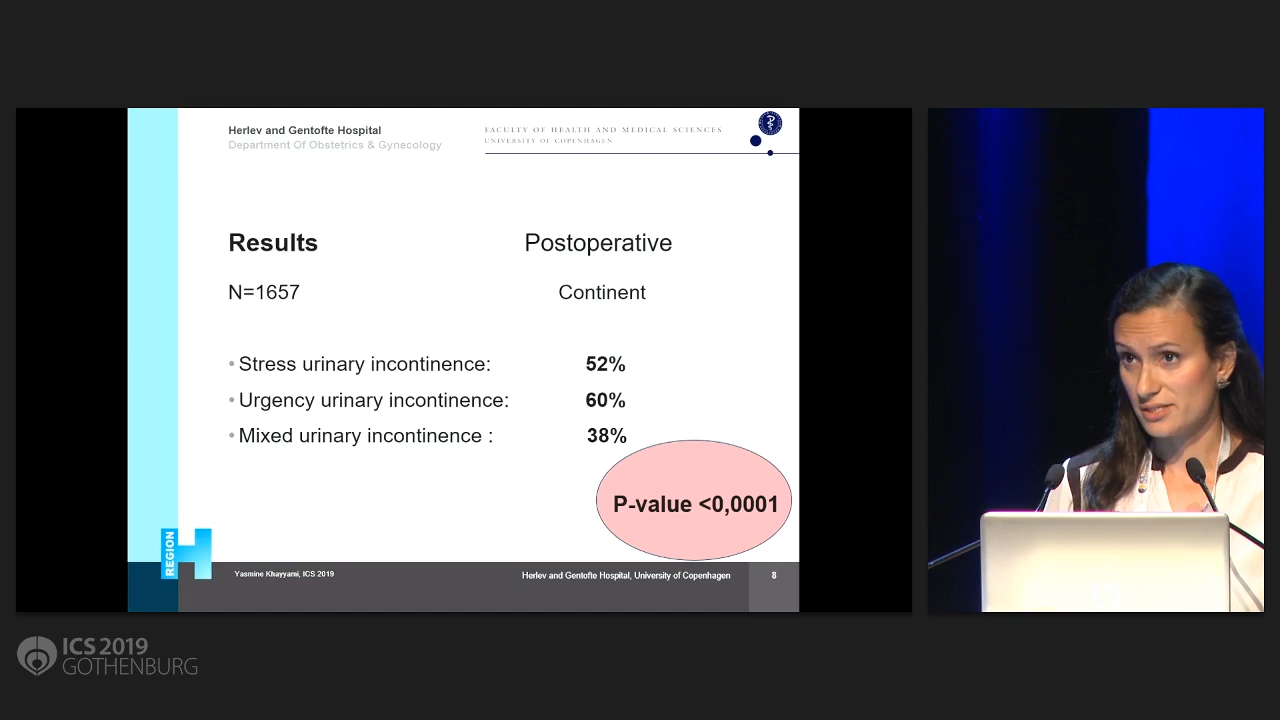 Herlev and Gentofte Hospital
Department Of Obstetrics & Gynecology
FACULTY OF HEALTH AND MEDICAL SCIENCES
UNIVERSITY OF COPENHAGEN
Results Postoperative
N=1657 Continent
• Stress urinary incontinence: 52%
• Urgency urinary incontinence: 60%
• Mixed urinary incontinence : 38%
P-value <0,0001
REGION H
Yasmine Khayyami, ICS 2019 Herlev and Gentofte Hospital, University of Copenhagen 8
ICS 2019
GOTHENBURG